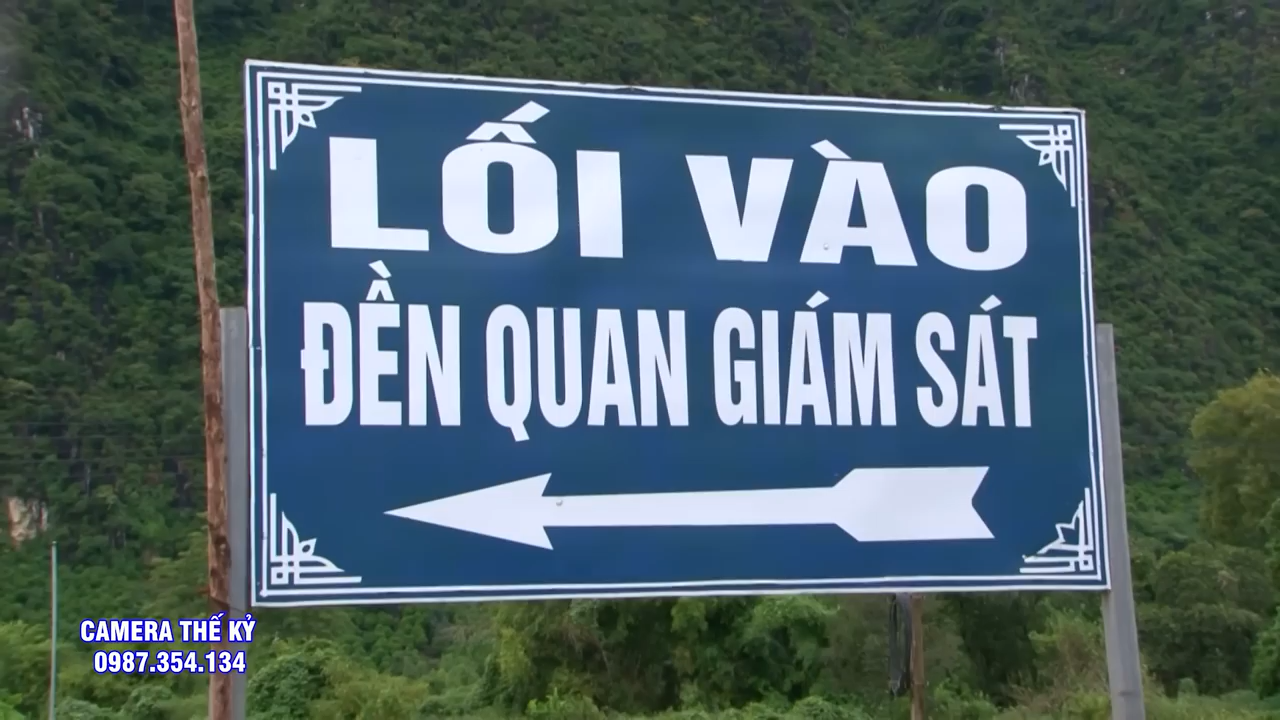 LỐI VÀO
ĐỀN QUAN GIÁM SÁT
CAMERA THẾ KỶ
0987.354.134